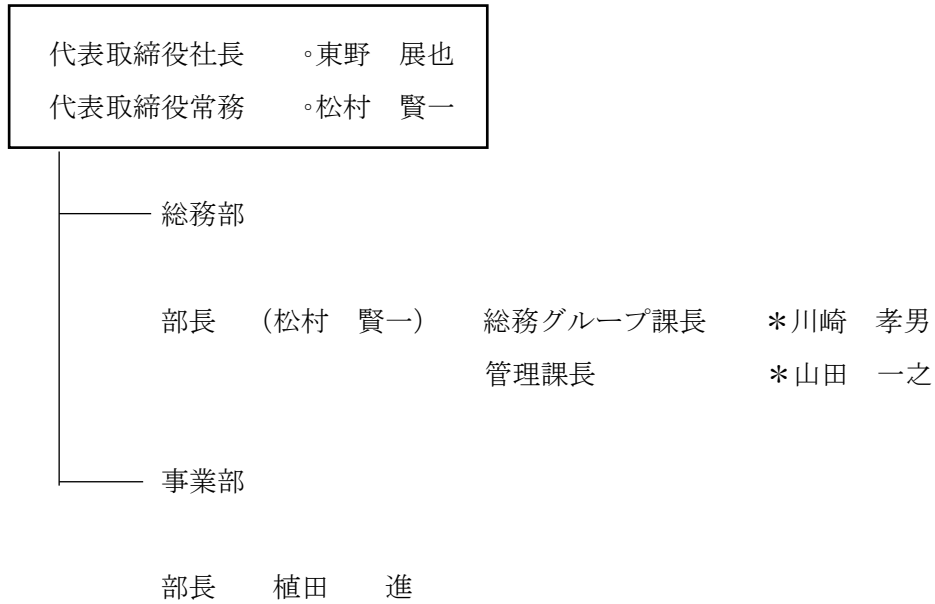 代表取締役社長　　◦東野　展也
代表取締役常務　　◦松村　賢一
総務部
部長　（松村　賢一）　　総務グループ課長　　＊川崎　孝男
管理課長　　＊山田　一之
事業部
部長　　植田　　進